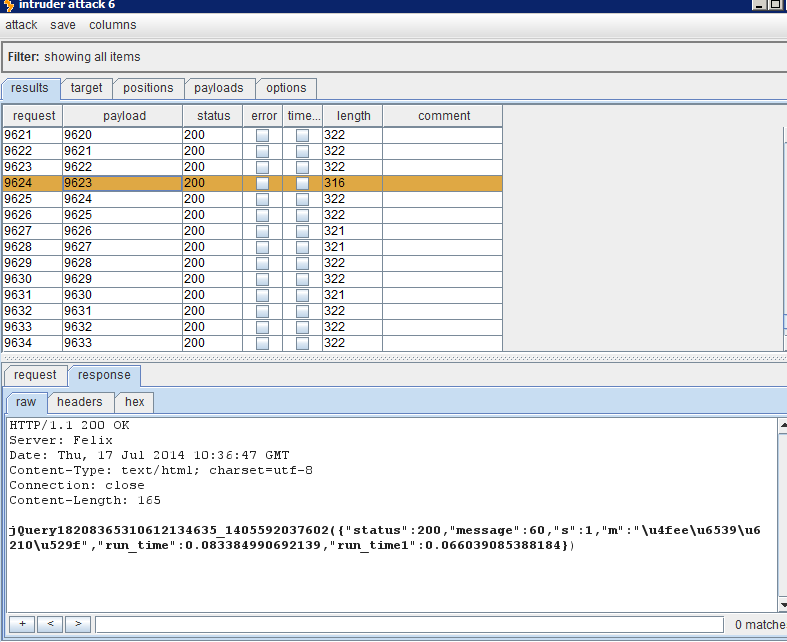 intruder attack 6
attack save columns
Filter: showing all items
results target positions payloads options
request payload status error time... length comment
9621 9620 200 322
9622 9621 200 322
9623 9622 200 322
9624 9623 200 316
9625 9624 200 322
9626 9625 200 322
9627 9626 200 321
9628 9627 200 321
9629 9628 200 322
9630 9629 200 322
9631 9630 200 321
9632 9631 200 322
9633 9632 200 322
9634 9633 200 322
request response
raw headers hex
HTTP/1.1 200 OK
Server: Felix
Date: Thu, 17 Jul 2014 10:36:47 GMT
Content-Type: text/html; charset=utf-8
Connection: close
Content-Length: 165
jQuery18208365310612134635_1405592037602({"status":200,"message":60,"s":1,"m":"\u4fee\u6539\u6
210\u529f","run_time":0.083384990692139,"run_time1":0.066039085388184})
+ < > 0 matche